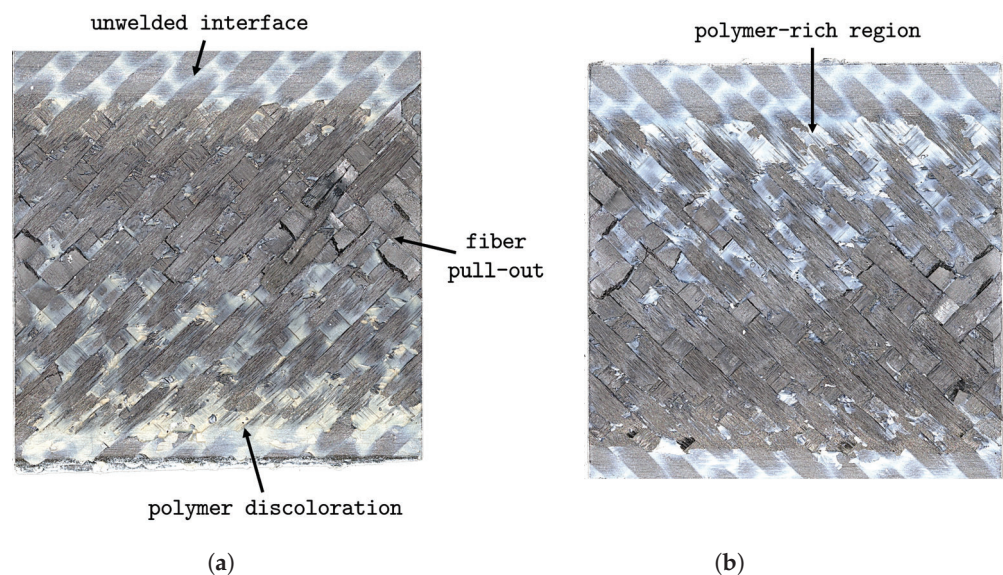 unwelded interface
polymer-rich region
fiber
pull-out
polymer discoloration
(a)
(b)